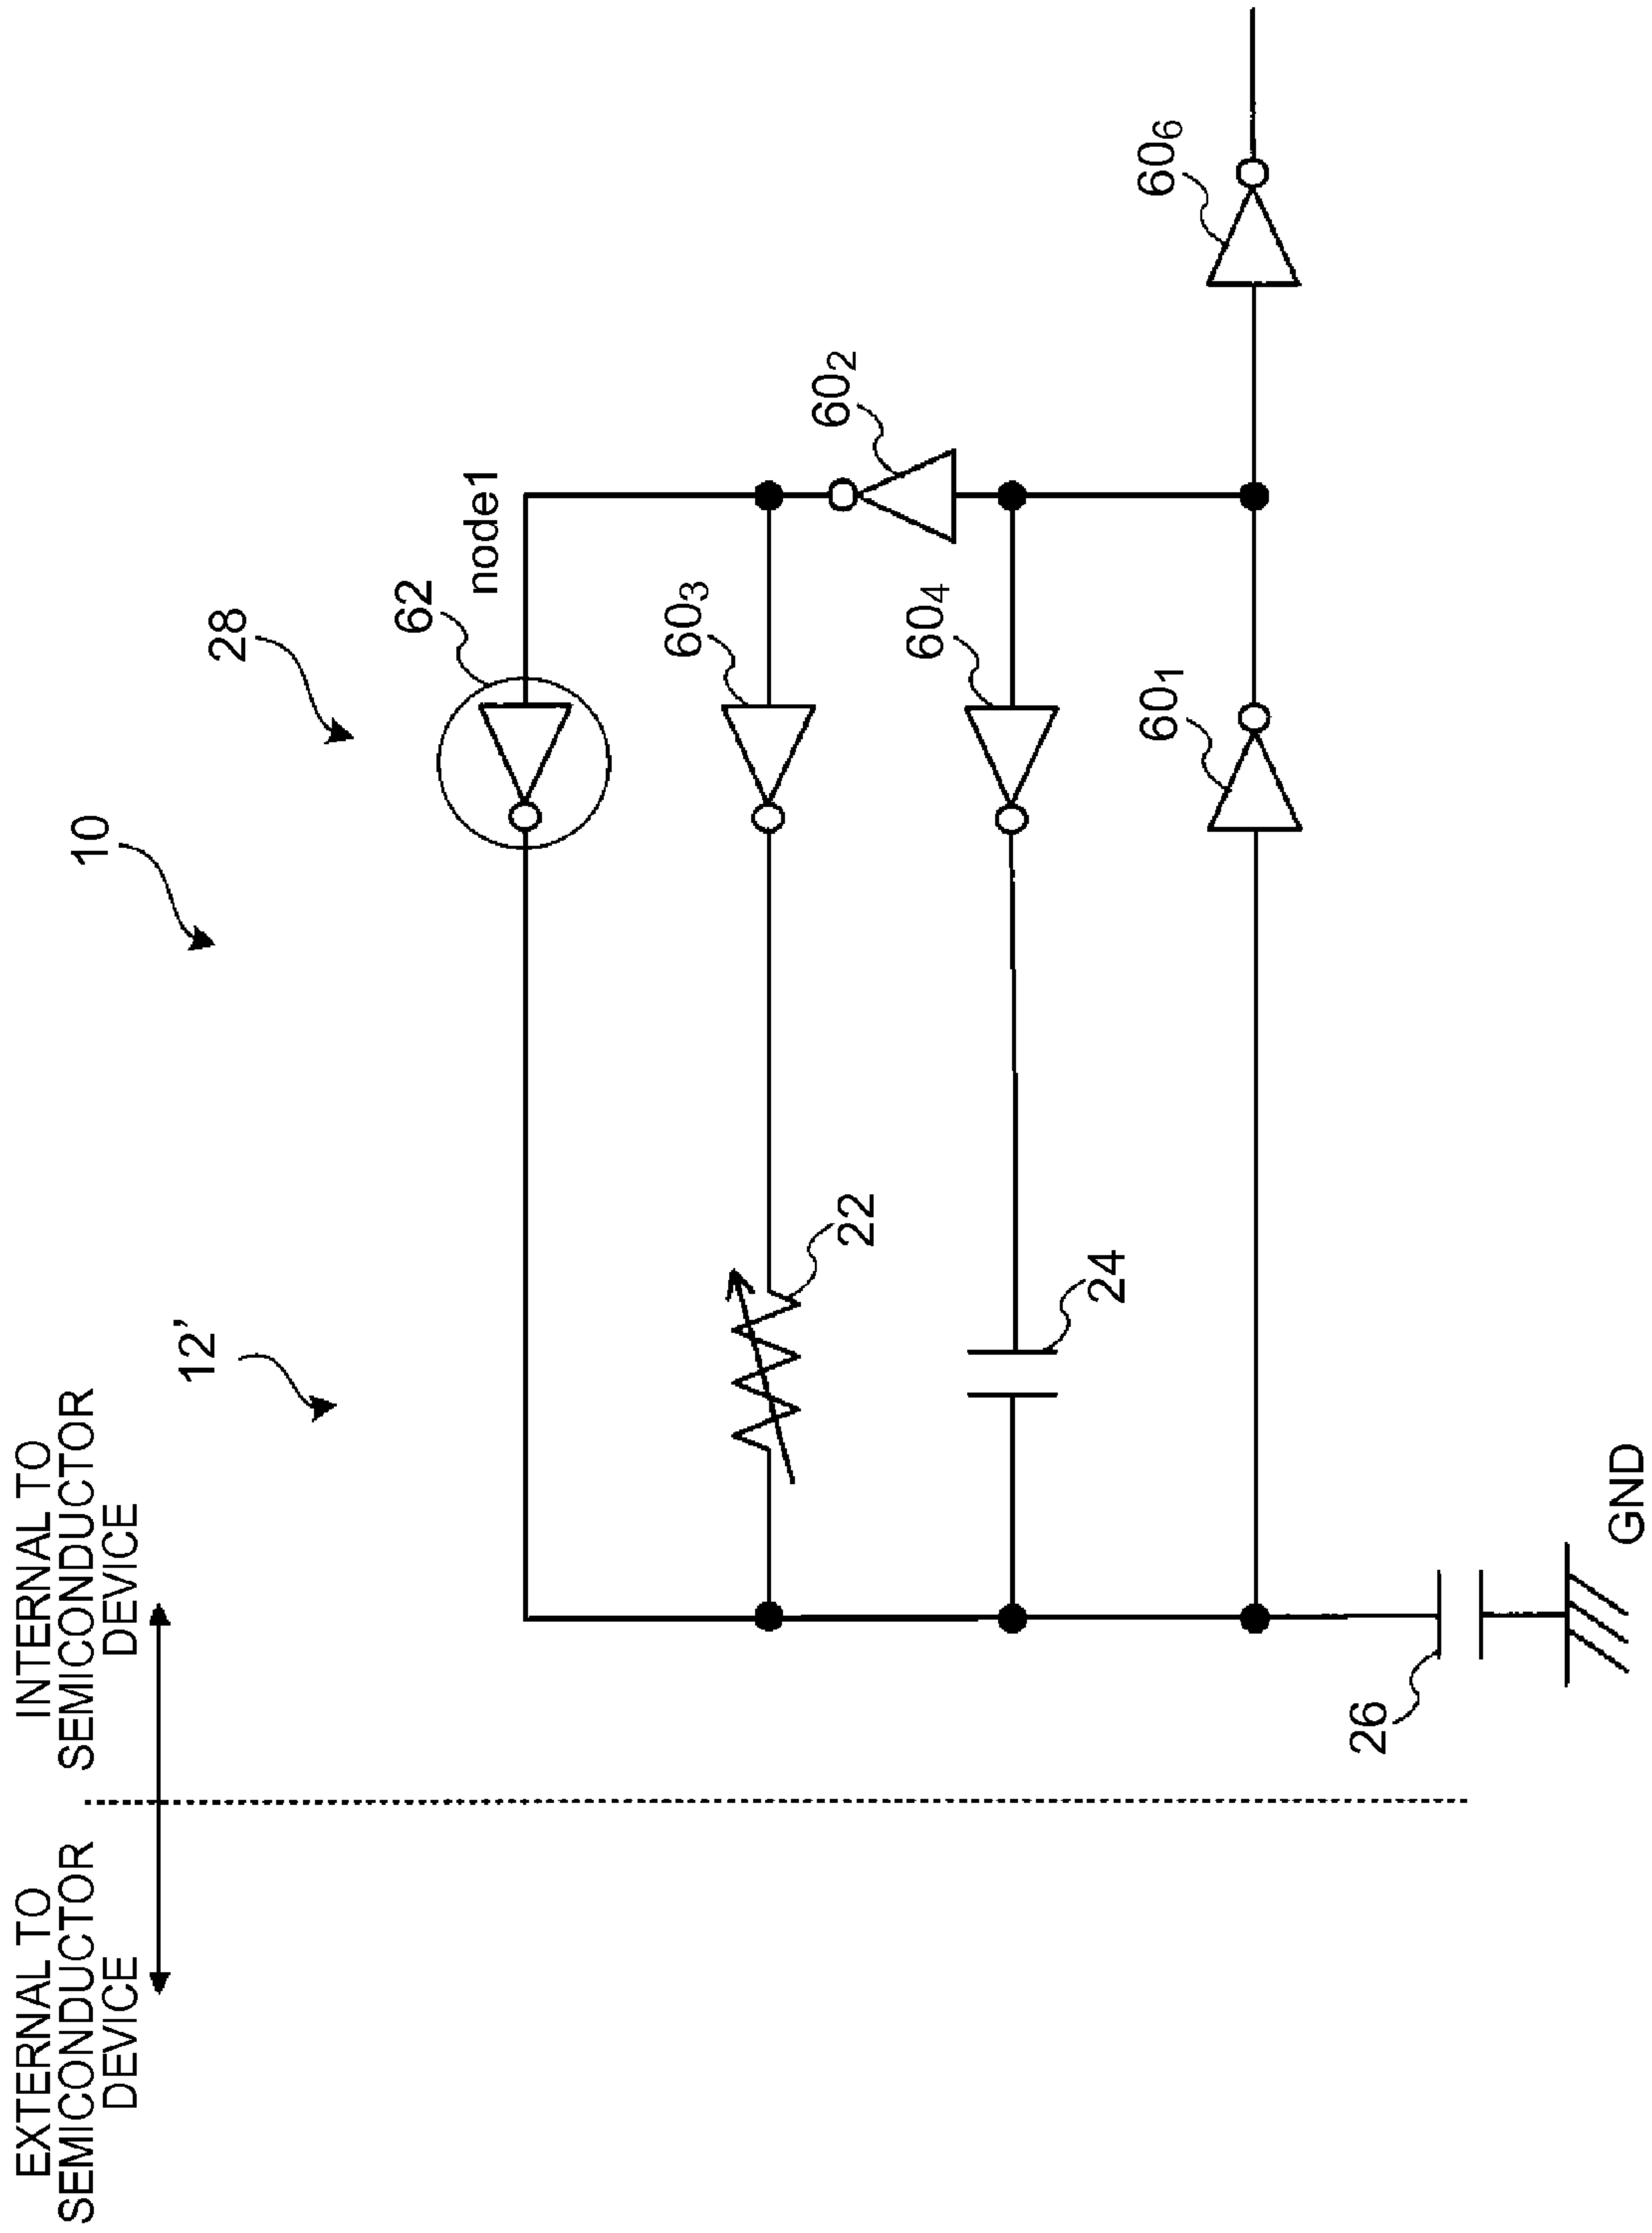 EXTERNAL TO
SEMICONDUCTOR
DEVICE
INTERNAL TO
SEMICONDUCTOR
DEVICE
10
12’
28
62
node1
60₃
60₂
22
60₄
24
60₁
60₆
26
GND